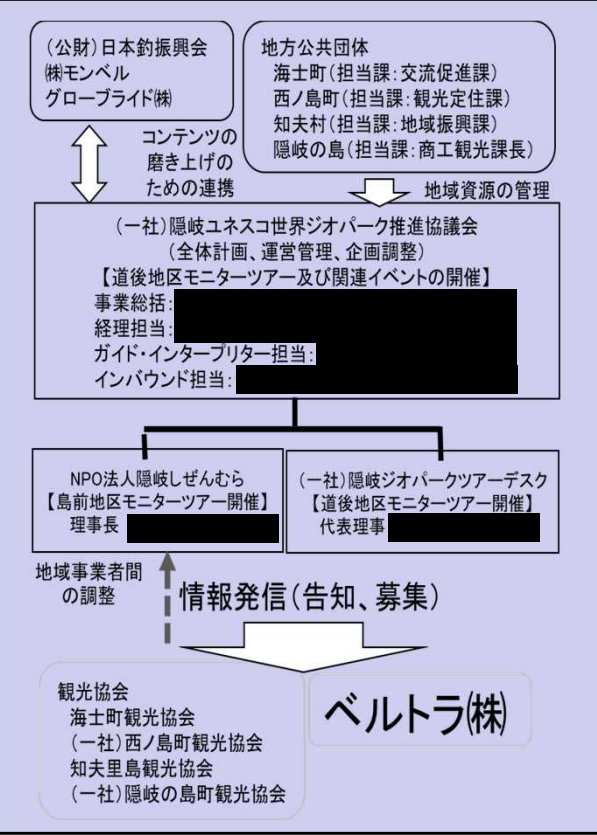 (公財)日本釣振興会
㈱モンベル
グローブライド㈱
地方公共団体
海士町(担当課:交流促進課)
西ノ島町(担当課:観光定住課)
知夫村(担当課:地域振興課)
隠岐の島(担当課:商工観光課長)
コンテンツの
磨き上げの
ための連携
地域資源の管理
(一社)隠岐ユネスコ世界ジオパーク推進協議会
(全体計画、運営管理、企画調整)
【道後地区モニターツアー及び関連イベントの開催】
事業総括:
経理担当:
ガイド・インタープリター担当:
インバウンド担当:
NPO法人隠岐しぜんむら
【島前地区モニターツアー開催】
理事長
(一社)隠岐ジオパークツアーデスク
【道後地区モニターツアー開催】
代表理事
地域事業者間
の調整
情報発信(告知、募集)
観光協会
海士町観光協会
(一社)西ノ島町観光協会
知夫里島観光協会
(一社)隠岐の島町観光協会
ベルトラ㈱